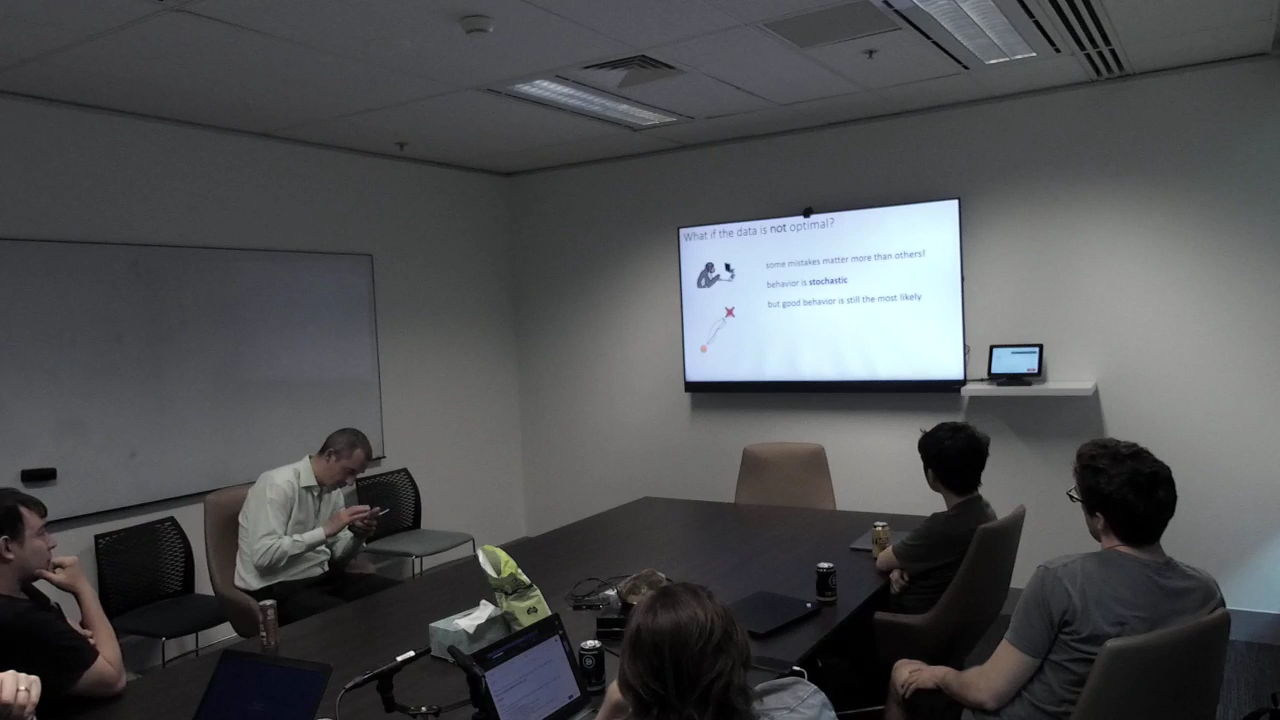 What if the data is not optimal?
some mistakes matter more than others!
behavior is stochastic
but good behavior is still the most likely